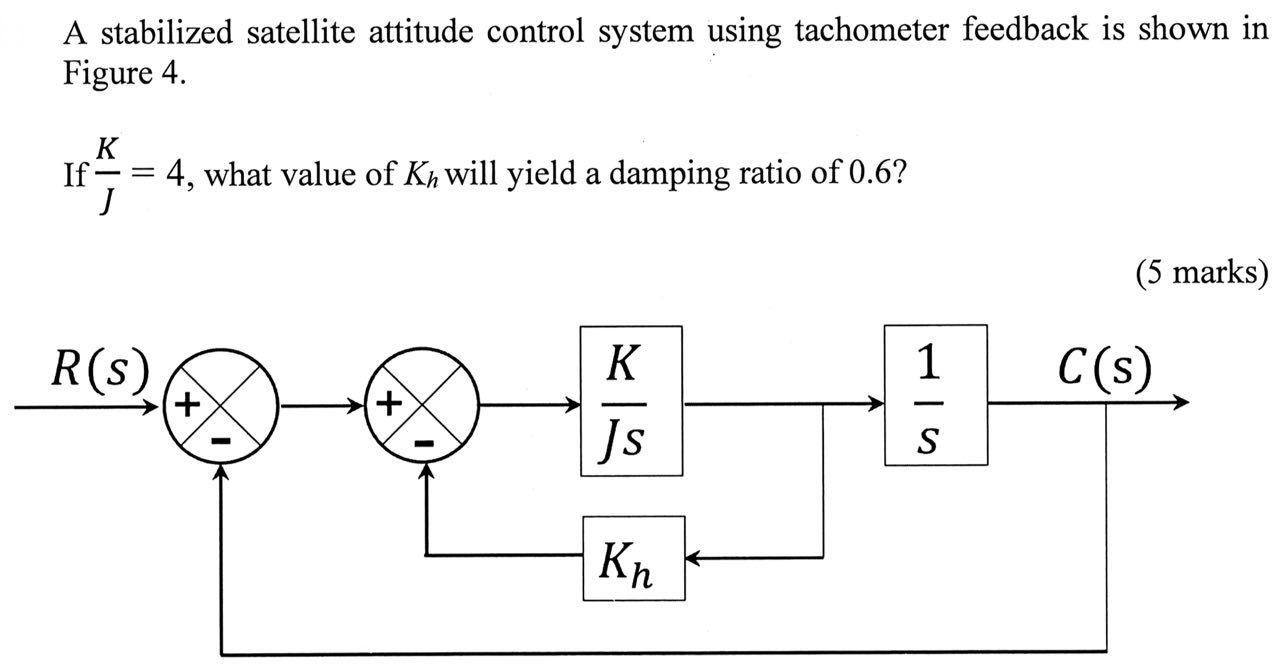 A stabilized satellite attitude control system using tachometer feedback is shown in
Figure 4.
If K/J = 4, what value of Kₕ will yield a damping ratio of 0.6?
(5 marks)
R(s)
+
-
+
-
K
Js
1
s
C(s)
Kₕ